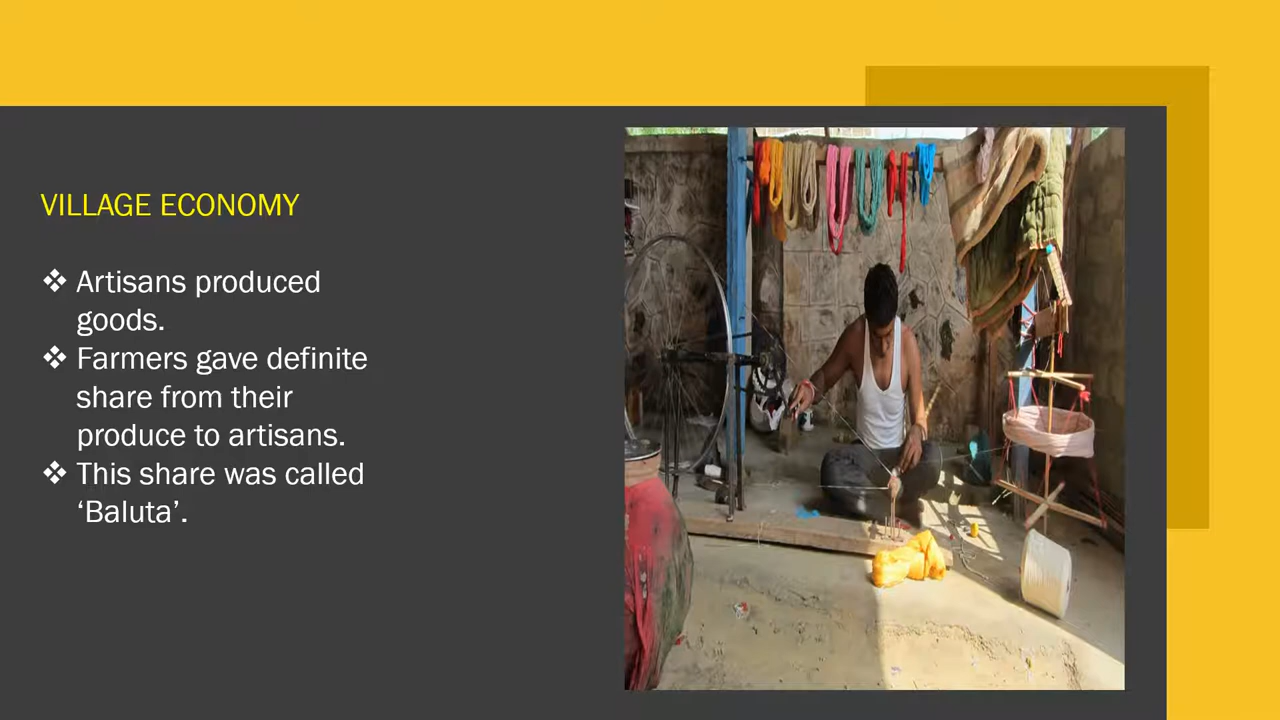 VILLAGE ECONOMY
❖ Artisans produced
goods.
❖ Farmers gave definite
share from their
produce to artisans.
❖ This share was called
‘Baluta’.